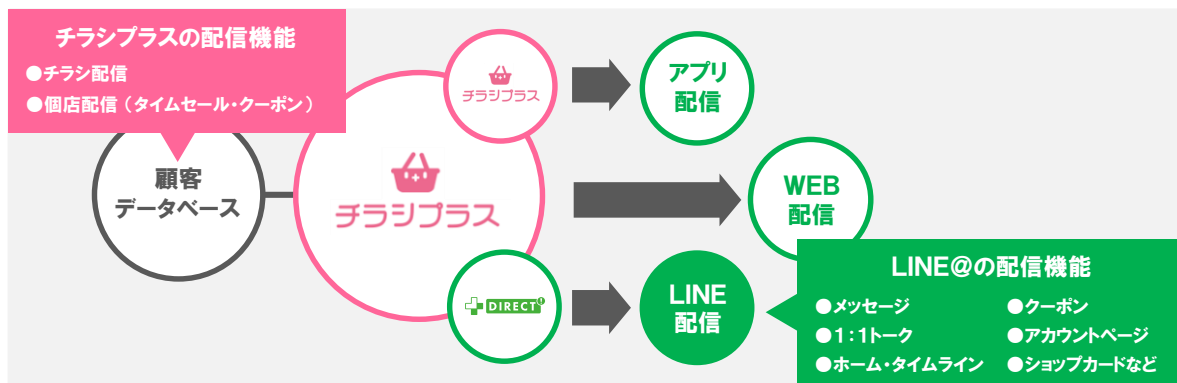 チラシプラスの配信機能
●チラシ配信
●個店配信（タイムセール・クーポン）
顧客
データベース
チラシプラス
チラシプラス
DIRECT
アプリ
配信
WEB
配信
LINE
配信
LINE@の配信機能
●メッセージ
●クーポン
●1：1トーク
●アカウントページ
●ホーム・タイムライン
●ショップカードなど